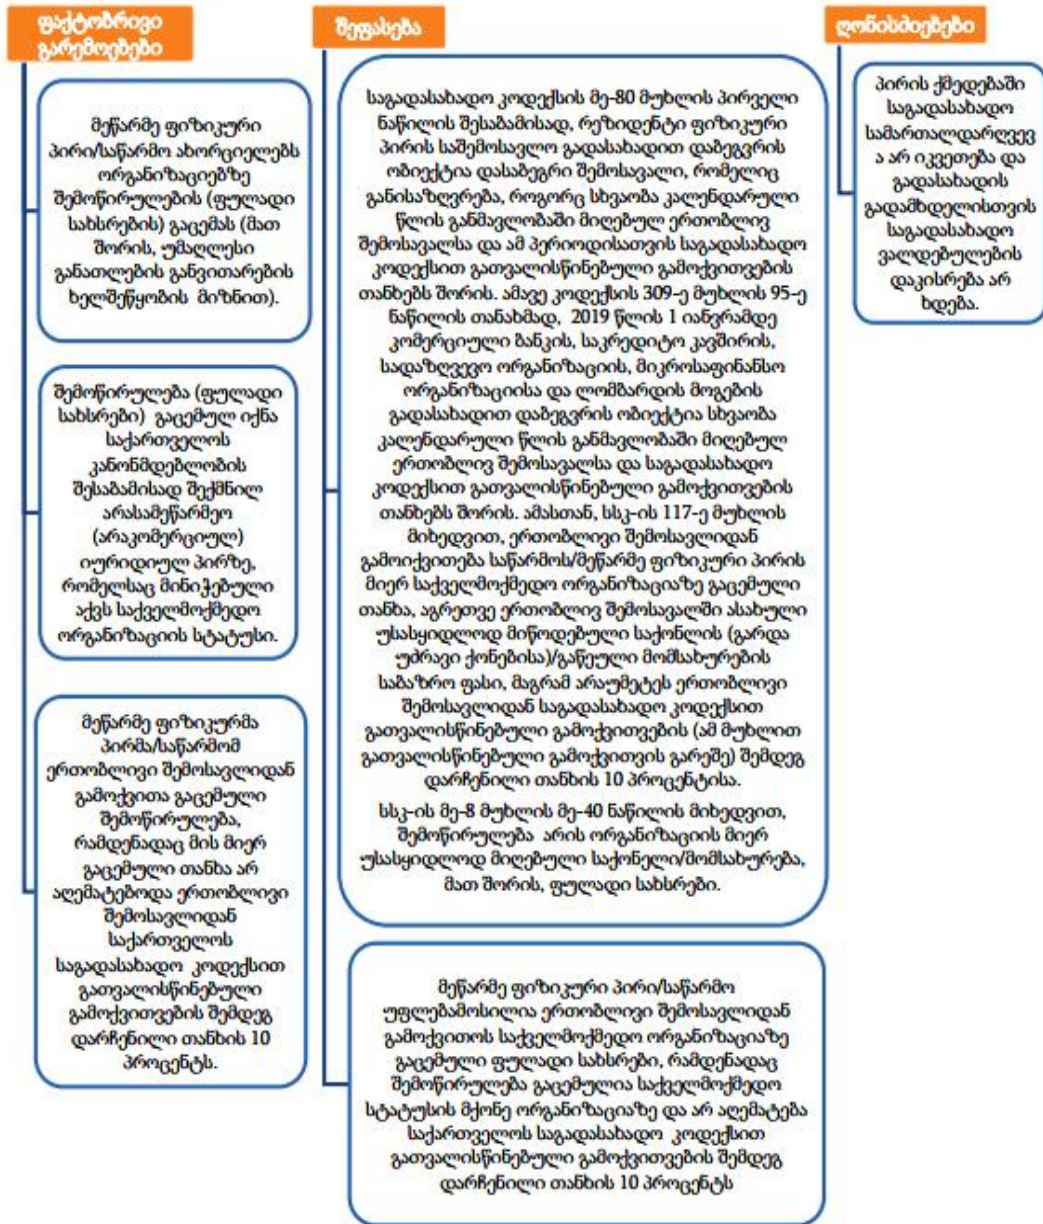 ფაქტობრივი
გარემოებები
მეწარმე ფიზიკური
პირი/საწარმო ახორციელებს
ორგანიზაციებზე
შემოწირულების (ფულადი
სახსრების) გაცემას (მათ
შორის, უმაღლესი
განათლების განვითარების
ხელშეწყობის მიზნით).
შემოწირულება (ფულადი
სახსრები) გაცემულ იქნა
საქართველოს
კანონმდებლობის
შესაბამისად შექმნილ
არასამეწარმეო
(არაკომერციულ)
იურიდიულ პირზე,
რომელსაც მინიჭებული
აქვს საქველმოქმედო
ორგანიზაციის სტატუსი.
მეწარმე ფიზიკურმა
პირმა/საწარმომ
ერთობლივი შემოსავლიდან
გამოქვითა გაცემული
შემოწირულება,
რამდენადაც მის მიერ
გაცემული თანხა არ
აღემატებოდა ერთობლივი
შემოსავლიდან
საქართველოს
საგადასახადო კოდექსით
გათვალისწინებული
გამოქვითვების შემდეგ
დარჩენილი თანხის 10
პროცენტს.
შეფასება
საგადასახადო კოდექსის მე-80 მუხლის პირველი
ნაწილის შესაბამისად, რეზიდენტი ფიზიკური
პირის საშემოსავლო გადასახადით დაბეგვრის
ობიექტია დასაბეგრი შემოსავალი, რომელიც
განისაზღვრება, როგორც სხვაობა კალენდარული
წლის განმავლობაში მიღებულ ერთობლივ
შემოსავალსა და ამ პერიოდისათვის საგადასახადო
კოდექსით გათვალისწინებული გამოქვითვების
თანხებს შორის. ამავე კოდექსის 309-ე მუხლის 95-ე
ნაწილის თანახმად, 2019 წლის 1 იანვრამდე
კომერციული ბანკის, საკრედიტო კავშირის,
სადაზღვევო ორგანიზაციის, მიკროსაფინანსო
ორგანიზაციისა და ლომბარდის მოგების
გადასახადით დაბეგვრის ობიექტია სხვაობა
კალენდარული წლის განმავლობაში მიღებულ
ერთობლივ შემოსავალსა და საგადასახადო
კოდექსით გათვალისწინებული გამოქვითვების
თანხებს შორის. ამასთან, სსკ-ის 117-ე მუხლის
მიხედვით, ერთობლივი შემოსავლიდან
გამოიქვითება საწარმოს/მეწარმე ფიზიკური პირის
მიერ საქველმოქმედო ორგანიზაციაზე გაცემული
თანხა, აგრეთვე ერთობლივ შემოსავალში ასახული
უსასყიდლოდ მიწოდებული საქონლის (გარდა
უძრავი ქონებისა)/გაწეული მომსახურების
საბაზრო ფასი, მაგრამ არაუმეტეს ერთობლივი
შემოსავლიდან საგადასახადო კოდექსით
გათვალისწინებული გამოქვითვების (ამ მუხლით
გათვალისწინებული გამოქვითვის გარეშე) შემდეგ
დარჩენილი თანხის 10 პროცენტისა.
სსკ-ის მე-8 მუხლის მე-40 ნაწილის მიხედვით,
შემოწირულება არის ორგანიზაციის მიერ
უსასყიდლოდ მიღებული საქონელი/მომსახურება,
მათ შორის, ფულადი სახსრები.
მეწარმე ფიზიკური პირი/საწარმო
უფლებამოსილია ერთობლივი შემოსავლიდან
გამოქვითოს საქველმოქმედო ორგანიზაციაზე
გაცემული ფულადი სახსრები, რამდენადაც
შემოწირულება გაცემულია საქველმოქმედო
სტატუსის მქონე ორგანიზაციაზე და არ აღემატება
საქართველოს საგადასახადო კოდექსით
გათვალისწინებული გამოქვითვების შემდეგ
დარჩენილი თანხის 10 პროცენტს
ღონისძიებები
პირის ქმედებაში
საგადასახადო
სამართალდარღვევ
ა არ იკვეთება და
გადასახადის
გადამხდელისთვის
საგადასახადო
ვალდებულების
დაკისრება არ
ხდება.